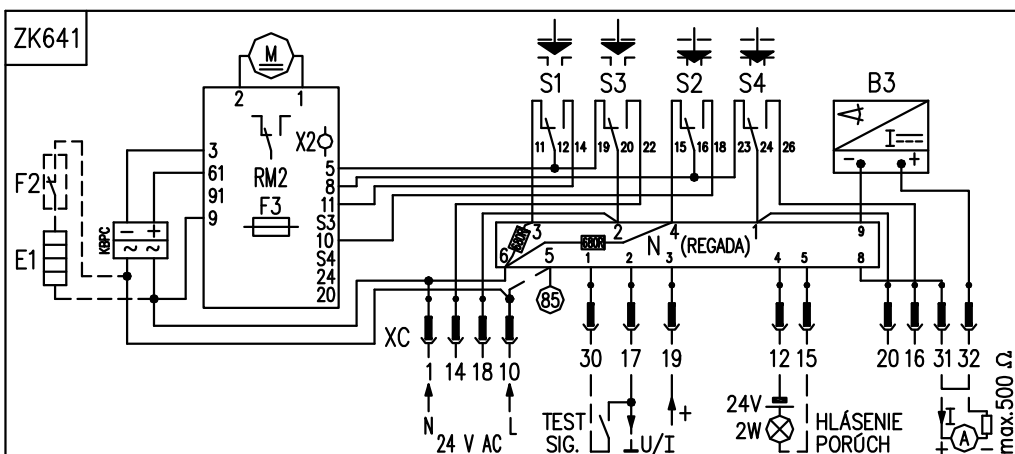 ZK641
M
2 1
S1 S3 S2 S4 B3
3 X2
61 5
RM2 8
91 11
F3
9 S3
10
S4
24
20
F2
E1
KBPC
− +
~ ~
11 12 14 19 20 22 15 16 18 23 24 26
I
− +
3 2 4 N (REGADA) 1 9
680R 680R
6 5 1 2 3 4 5 8
85
XC
1 14 18 10 30 17 19 12 15 20 16 31 32
N 24 V AC L
TEST
SIG.
U/I
+
24V
2W
HLÁSENIE
PORÚCH
I
A
+ −
max.500 Ω